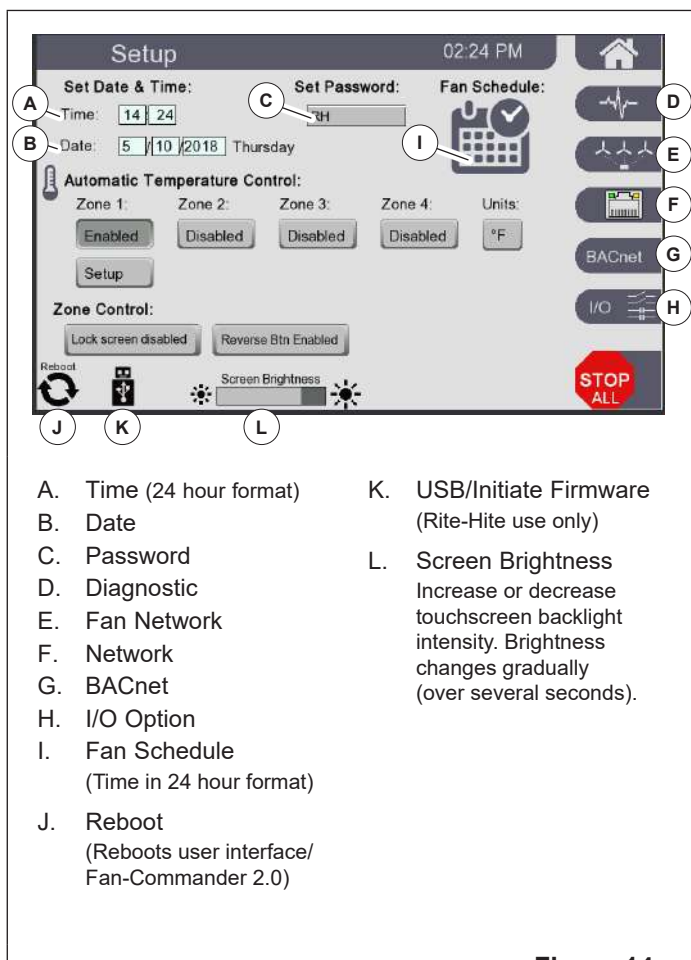 Setup 02:24 PM
Set Date & Time: Set Password: Fan Schedule:
A Time: 14 24 C RH
B Date: 5 / 10 / 2018 Thursday I
Automatic Temperature Control:
Zone 1: Zone 2: Zone 3: Zone 4: Units:
Enabled Disabled Disabled Disabled °F
Setup
Zone Control:
Lock screen disabled Reverse Btn Enabled
Reboot
Screen Brightness
D
E
F
BACnet G
I/O H
STOP
ALL
J K L
A. Time (24 hour format)
B. Date
C. Password
D. Diagnostic
E. Fan Network
F. Network
G. BACnet
H. I/O Option
I. Fan Schedule
(Time in 24 hour format)
J. Reboot
(Reboots user interface/
Fan-Commander 2.0)
K. USB/Initiate Firmware
(Rite-Hite use only)
L. Screen Brightness
Increase or decrease
touchscreen backlight
intensity. Brightness
changes gradually
(over several seconds).